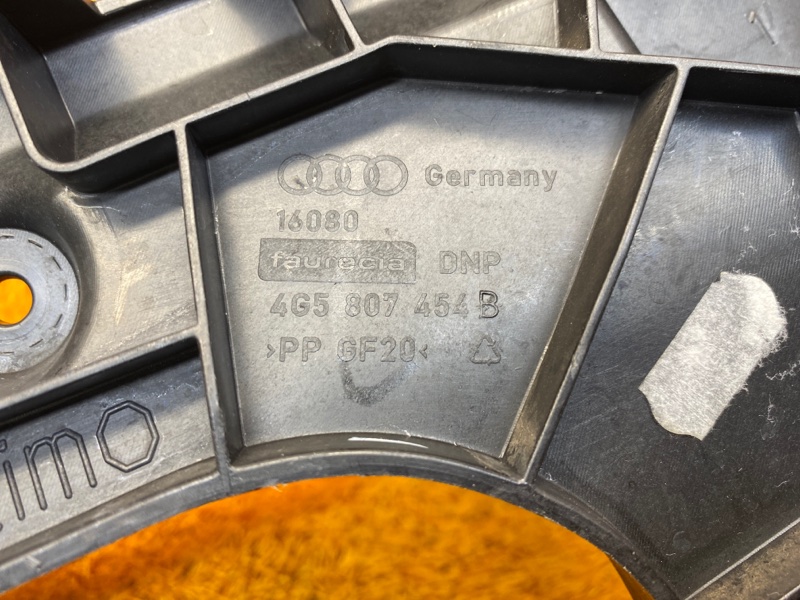 Germany
16080
faurecia DNP
4G5 807 454 B
>PP GF20<